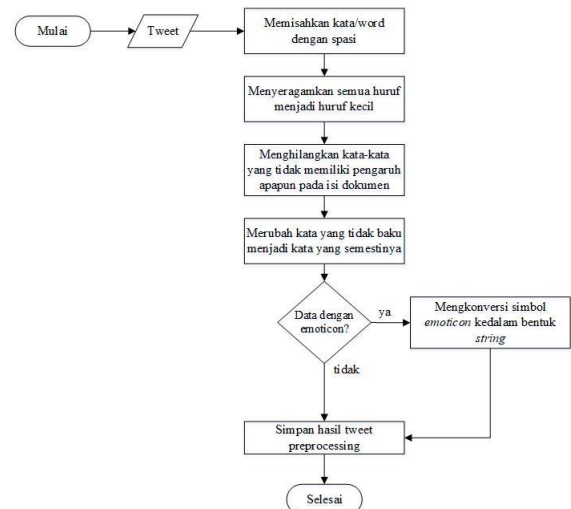 Mulai
Tweet
Memisahkan kata/word
dengan spasi
Menyeragamkan semua huruf
menjadi huruf kecil
Menghilangkan kata-kata
yang tidak memiliki pengaruh
apapun pada isi dokumen
Merubah kata yang tidak baku
menjadi kata yang semestinya
Data dengan
emoticon?
ya
Mengkonversi simbol
emoticon kedalam bentuk
string
tidak
Simpan hasil tweet
preprocessing
Selesai